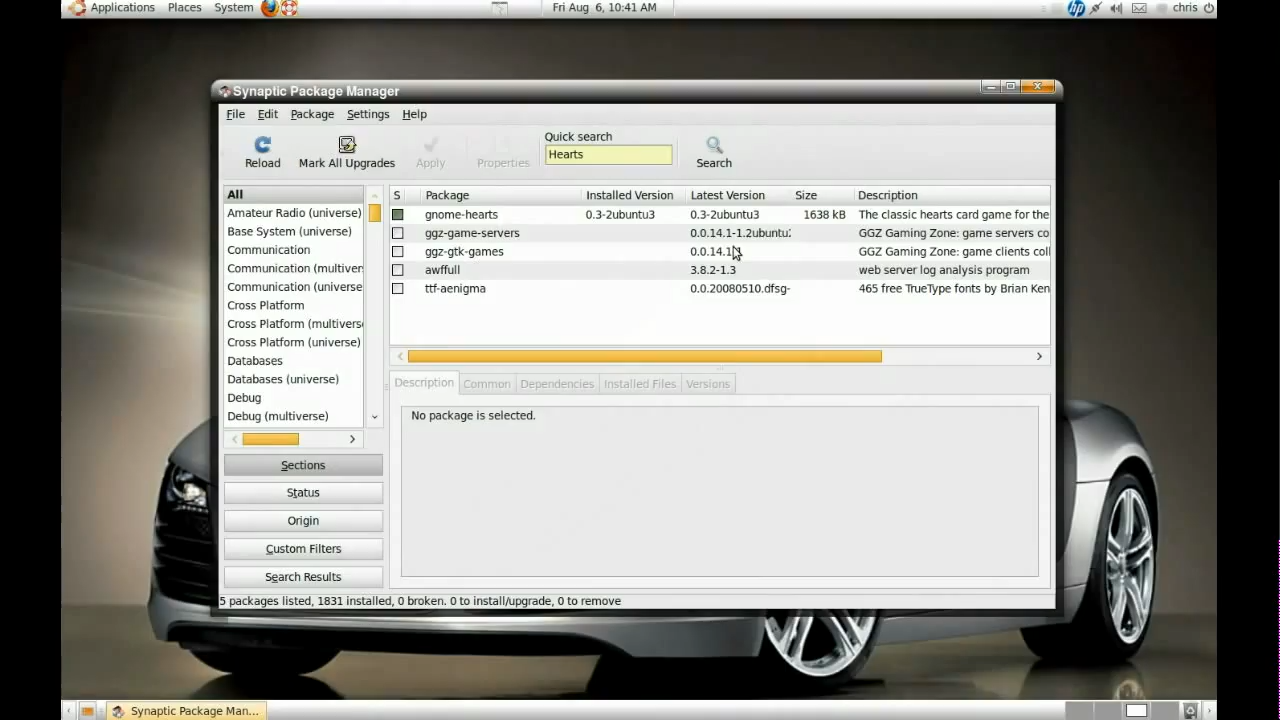 Applications Places System Fri Aug 6, 10:41 AM hp chris
Synaptic Package Manager
File Edit Package Settings Help
Quick search
Hearts
Reload Mark All Upgrades Apply Properties Search
All
Amateur Radio (universe)
Base System (universe)
Communication
Communication (multivers
Communication (universe
Cross Platform
Cross Platform (multivers
Cross Platform (universe)
Databases
Databases (universe)
Debug
Debug (multiverse)
S Package Installed Version Latest Version Size Description
gnome-hearts 0.3-2ubuntu3 0.3-2ubuntu3 1638 kB The classic hearts card game for the
ggz-game-servers 0.0.14.1-1.2ubuntu2 GGZ Gaming Zone: game servers co
ggz-gtk-games GGZ Gaming Zone: game clients coll
awffull 3.8.2-1.3 web server log analysis program
ttf-aenigma 0.0.20080510.dfsg- 465 free TrueType fonts by Brian Ken
Description Common Dependencies Installed Files Versions
No package is selected.
Sections
Status
Origin
Custom Filters
Search Results
5 packages listed, 1831 installed, 0 broken. 0 to install/upgrade, 0 to remove
Synaptic Package Man...